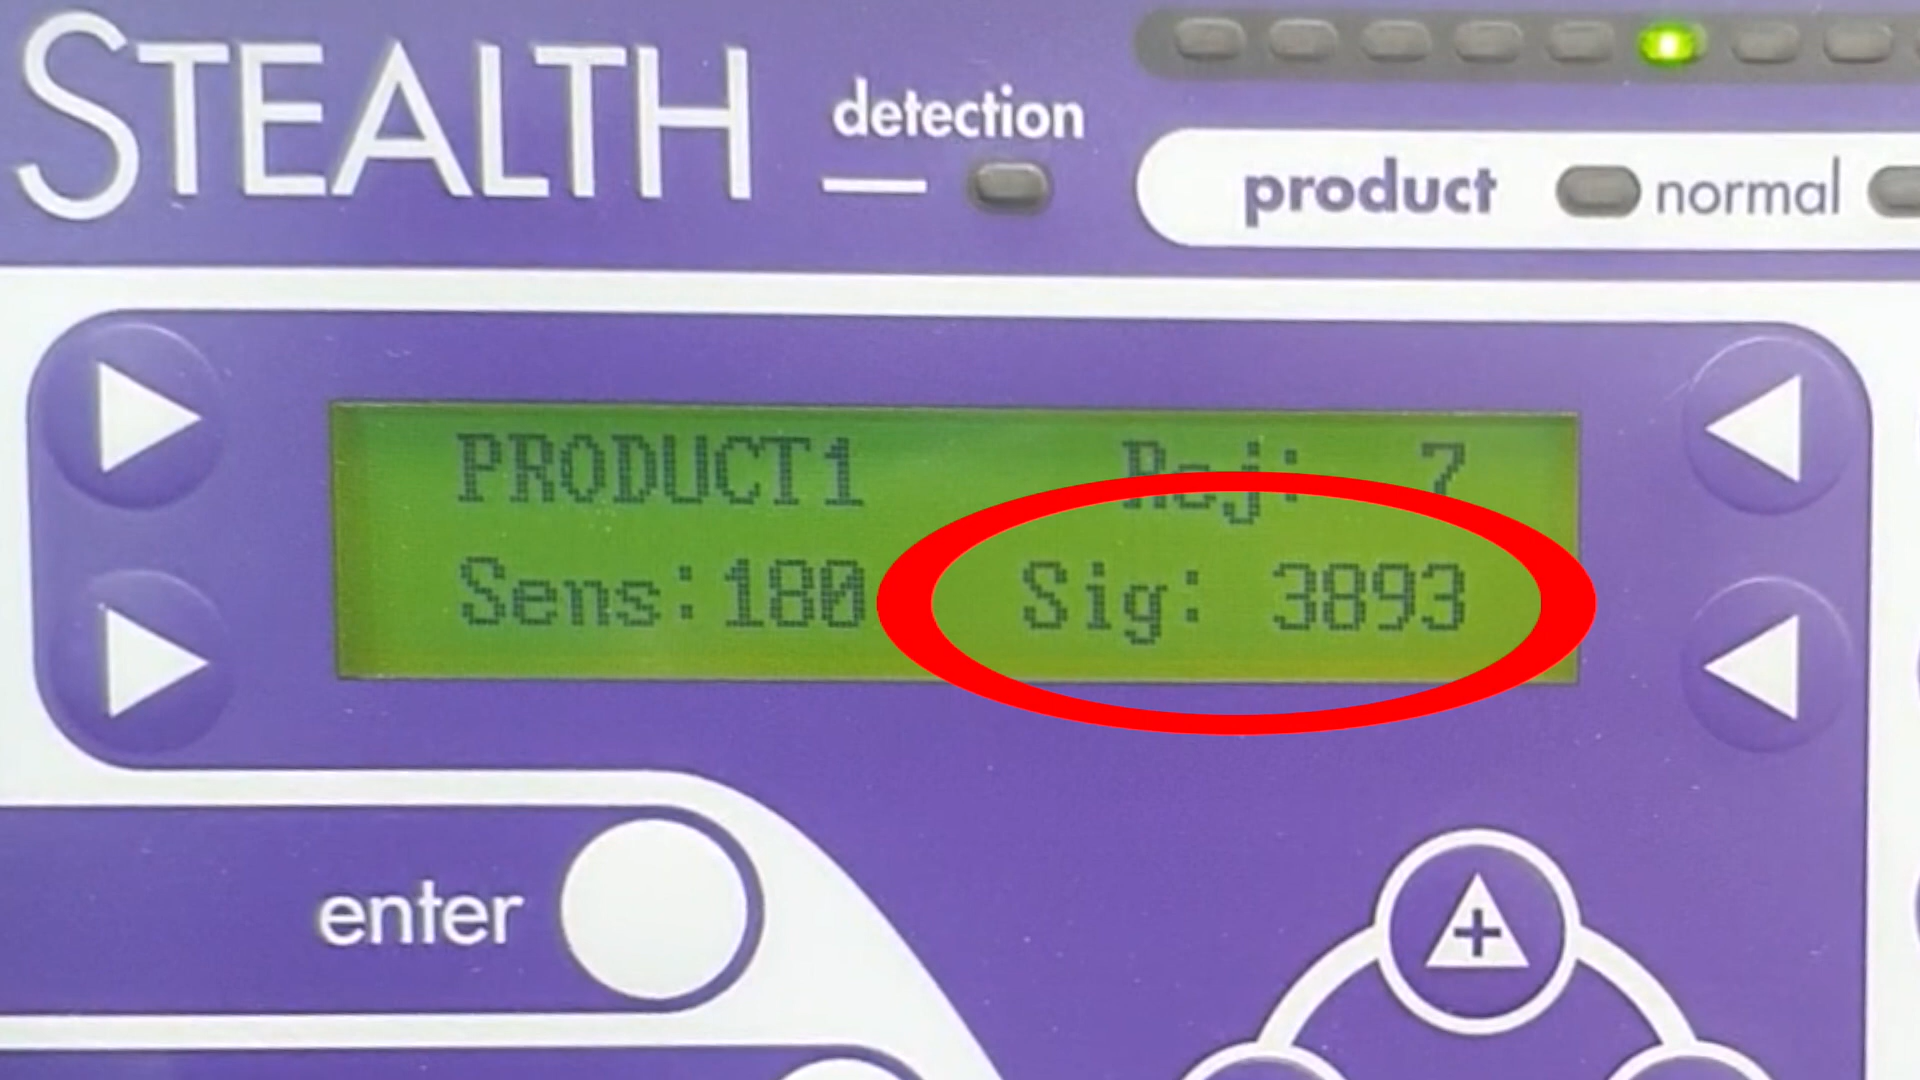 STEALTH
detection
product normal
PRODUCT1 Rej: 7
Sens:180 Sig: 3893
enter
+